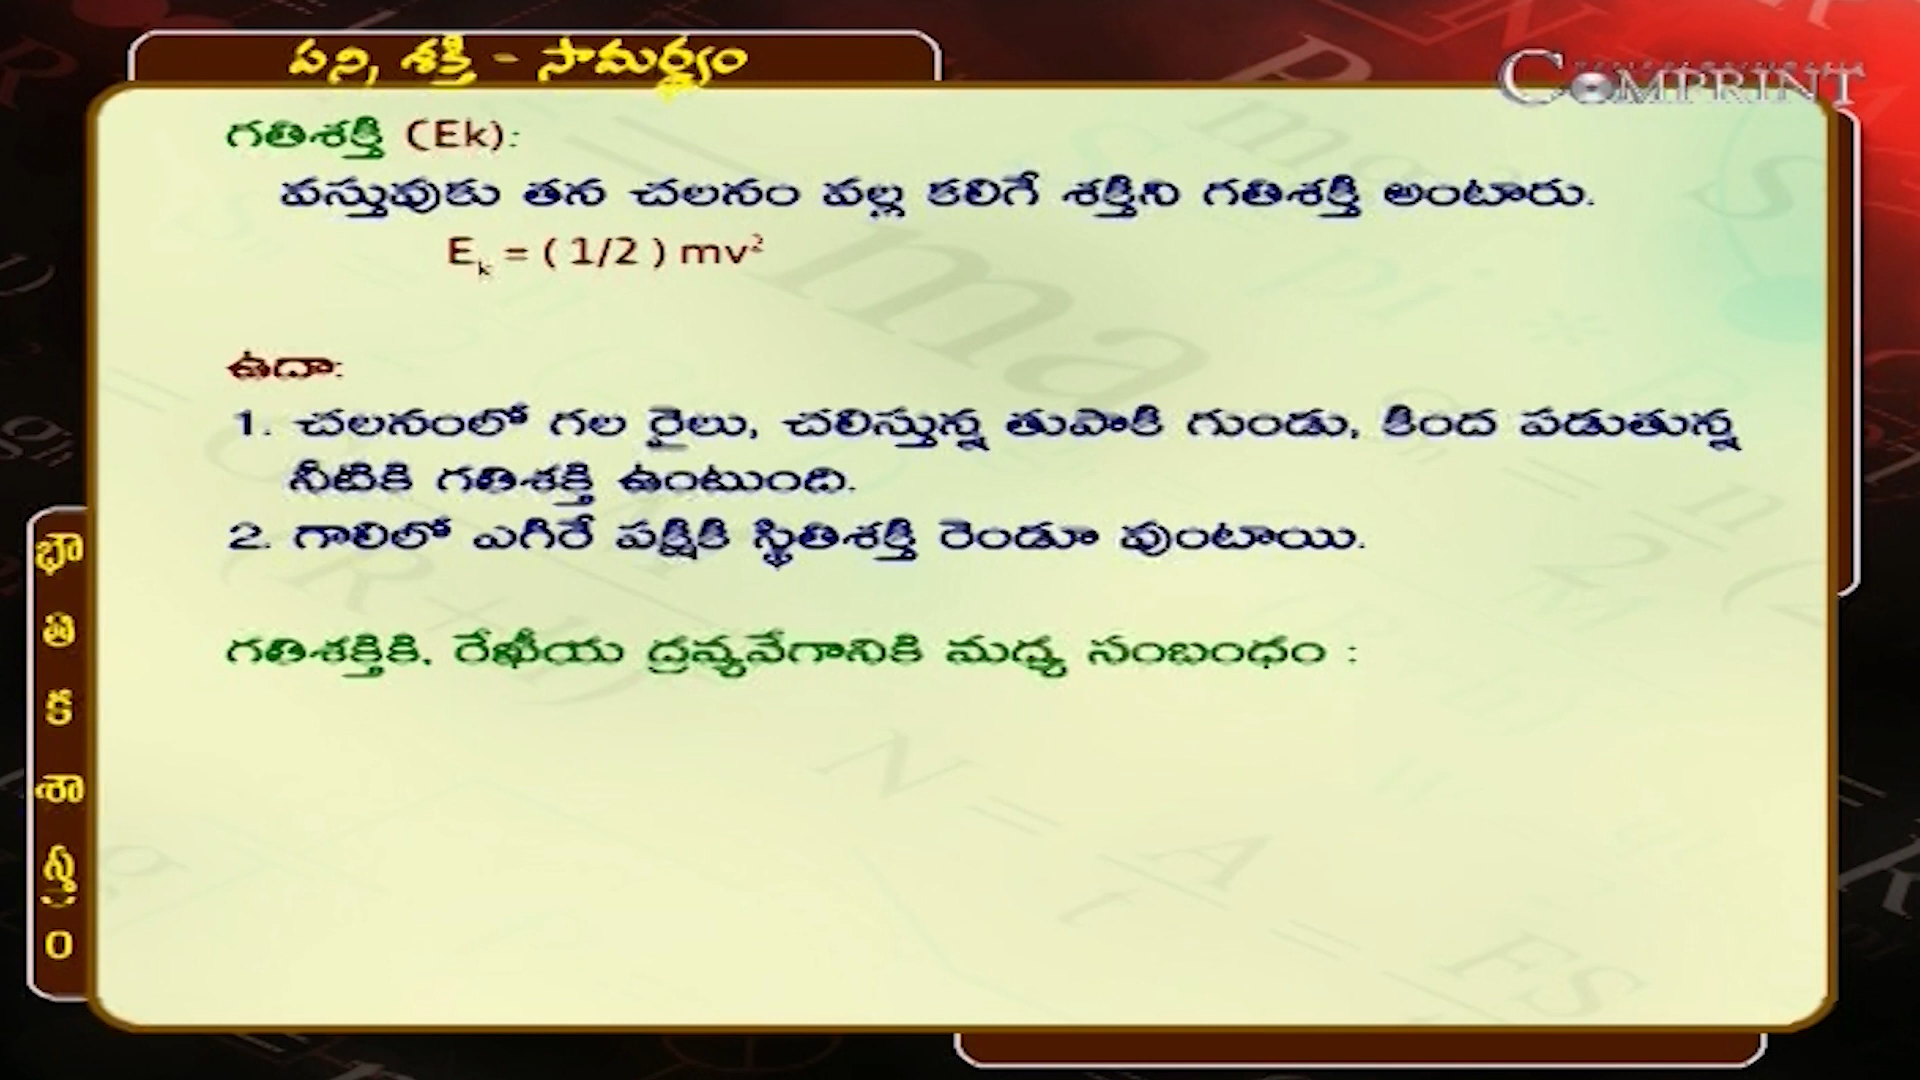 పని, శక్తి - సామర్థ్యం
COMPRINT
గతిశక్తి (Ek):
వస్తువుకు తన చలనం వల్ల కలిగే శక్తిని గతిశక్తి అంటారు.
E_k = ( 1/2 ) mv²
ఉదా:
1. చలనంలో గల రైలు, చలిస్తున్న తుపాకి గుండు, కింద పడుతున్న
నీటికి గతిశక్తి ఉంటుంది.
2. గాలిలో ఎగిరే పక్షికి స్థితిశక్తి రెండూ వుంటాయి.
గతిశక్తికి, రేఖీయ ద్రవ్యవేగానికి మధ్య సంబంధం :
భౌతికశాస్త్రం